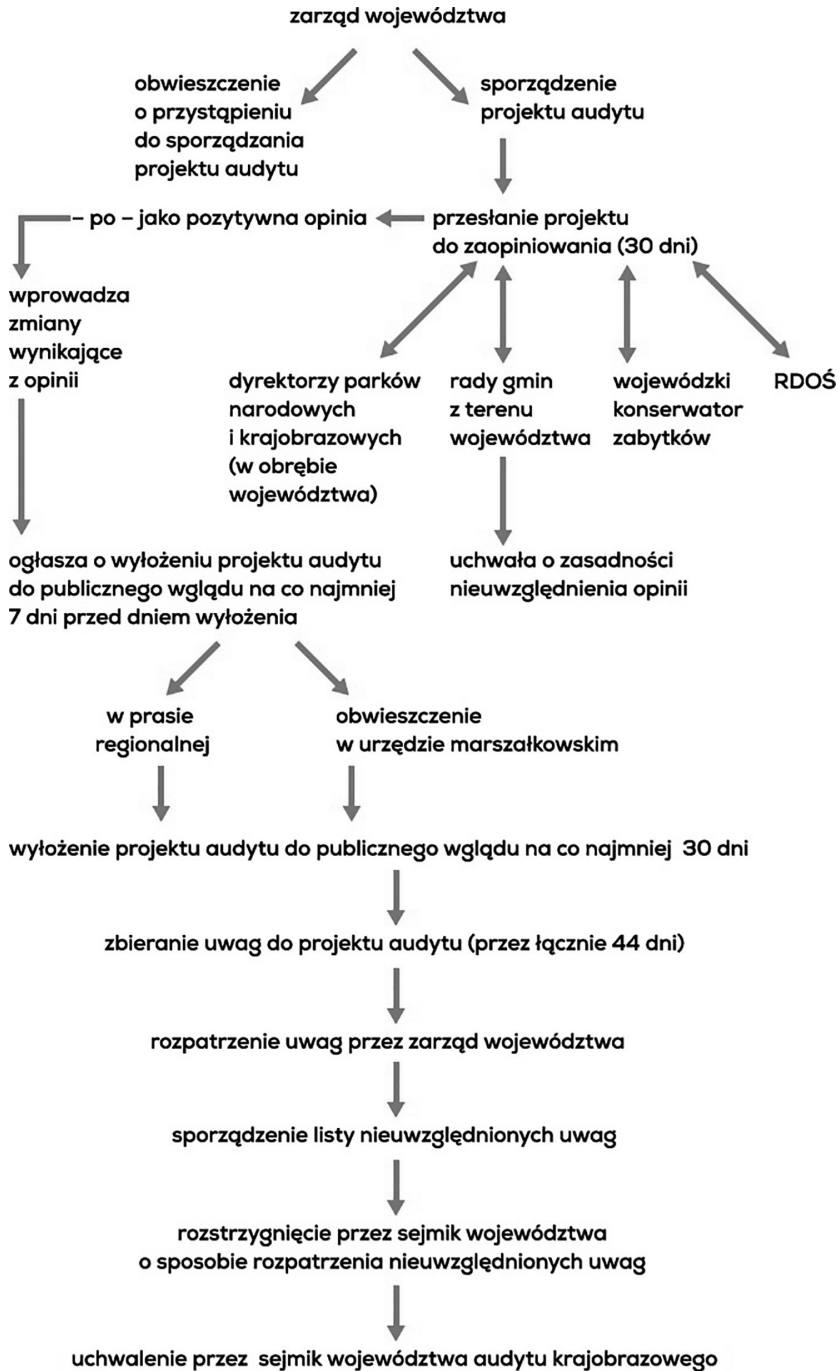 zarząd województwa
obwieszczenie
o przystąpieniu
do sporządzania
projektu audytu
sporządzenie
projektu audytu
– po – jako pozytywna opinia
przesłanie projektu
do zaopiniowania (30 dni)
wprowadza
zmiany
wynikające
z opinii
dyrektorzy parków
narodowych
i krajobrazowych
(w obrębie
województwa)
rady gmin
z terenu
województwa
wojewódzki
konserwator
zabytków
RDOŚ
ogłasza o wyłożeniu projektu audytu
do publicznego wglądu na co najmniej
7 dni przed dniem wyłożenia
uchwała o zasadności
nieuwzględnienia opinii
w prasie
regionalnej
obwieszczenie
w urzędzie marszałkowskim
wyłożenie projektu audytu do publicznego wglądu na co najmniej 30 dni
zbieranie uwag do projektu audytu (przez łącznie 44 dni)
rozpatrzenie uwag przez zarząd województwa
sporządzenie listy nieuwzględnionych uwag
rozstrzygnięcie przez sejmik województwa
o sposobie rozpatrzenia nieuwzględnionych uwag
uchwalenie przez sejmik województwa audytu krajobrazowego